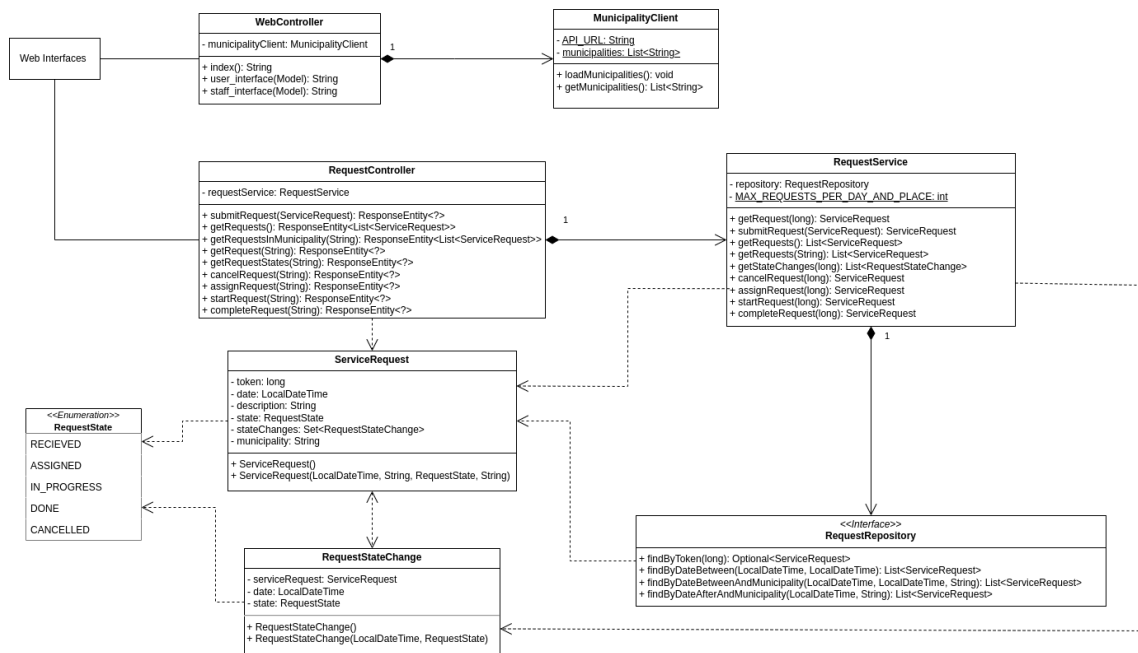 WebController
- municipalityClient: MunicipalityClient
+ index(): String
+ user_interface(Model): String
+ staff_interface(Model): String
1
MunicipalityClient
- API_URL: String
- municipalities: List<String>
+ loadMunicipalities(): void
+ getMunicipalities(): List<String>
Web Interfaces
RequestController
- requestService: RequestService
+ submitRequest(ServiceRequest): ResponseEntity<?>
+ getRequests(): ResponseEntity<List<ServiceRequest>>
+ getRequestsInMunicipality(String): ResponseEntity<List<ServiceRequest>>
+ getRequest(String): ResponseEntity<?>
+ getRequestStates(String): ResponseEntity<?>
+ cancelRequest(String): ResponseEntity<?>
+ assignRequest(String): ResponseEntity<?>
+ startRequest(String): ResponseEntity<?>
+ completeRequest(String): ResponseEntity<?>
1
RequestService
- repository: RequestRepository
- MAX_REQUESTS_PER_DAY_AND_PLACE: int
+ getRequest(long): ServiceRequest
+ submitRequest(ServiceRequest): ServiceRequest
+ getRequests(): List<ServiceRequest>
+ getRequests(String): List<ServiceRequest>
+ getStateChanges(long): List<RequestStateChange>
+ cancelRequest(long): ServiceRequest
+ assignRequest(long): ServiceRequest
+ startRequest(long): ServiceRequest
+ completeRequest(long): ServiceRequest
1
ServiceRequest
- token: long
- date: LocalDateTime
- description: String
- state: RequestState
- stateChanges: Set<RequestStateChange>
- municipality: String
+ ServiceRequest()
+ ServiceRequest(LocalDateTime, String, RequestState, String)
<<Enumeration>>
RequestState
RECIEVED
ASSIGNED
IN_PROGRESS
DONE
CANCELLED
<<Interface>>
RequestRepository
+ findByToken(long): Optional<ServiceRequest>
+ findByDateBetween(LocalDateTime, LocalDateTime): List<ServiceRequest>
+ findByDateBetweenAndMunicipality(LocalDateTime, LocalDateTime, String): List<ServiceRequest>
+ findByDateAfterAndMunicipality(LocalDateTime, String): List<ServiceRequest>
RequestStateChange
- serviceRequest: ServiceRequest
- date: LocalDateTime
- state: RequestState
+ RequestStateChange()
+ RequestStateChange(LocalDateTime, RequestState)